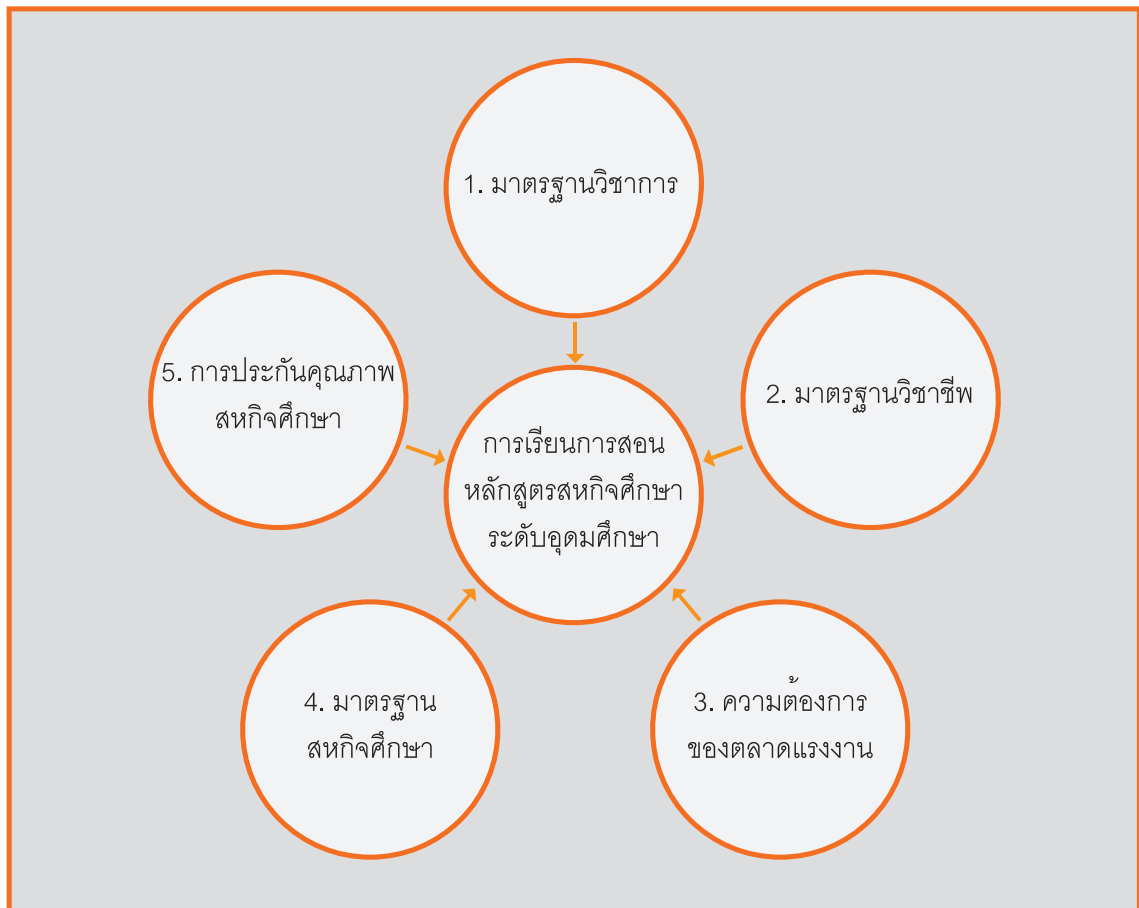 1. มาตรฐานวิชาการ
2. มาตรฐานวิชาชีพ
3. ความต้องการ
ของตลาดแรงงาน
4. มาตรฐาน
สหกิจศึกษา
5. การประกันคุณภาพ
สหกิจศึกษา
การเรียนการสอน
หลักสูตรสหกิจศึกษา
ระดับอุดมศึกษา